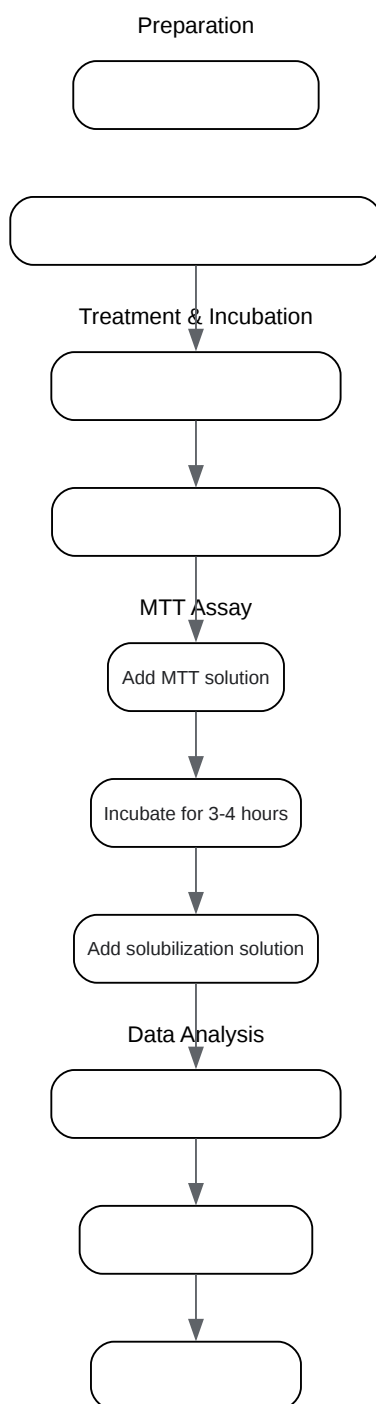 Preparation
Treatment & Incubation
MTT Assay
Add MTT solution
Incubate for 3-4 hours
Add solubilization solution
Data Analysis